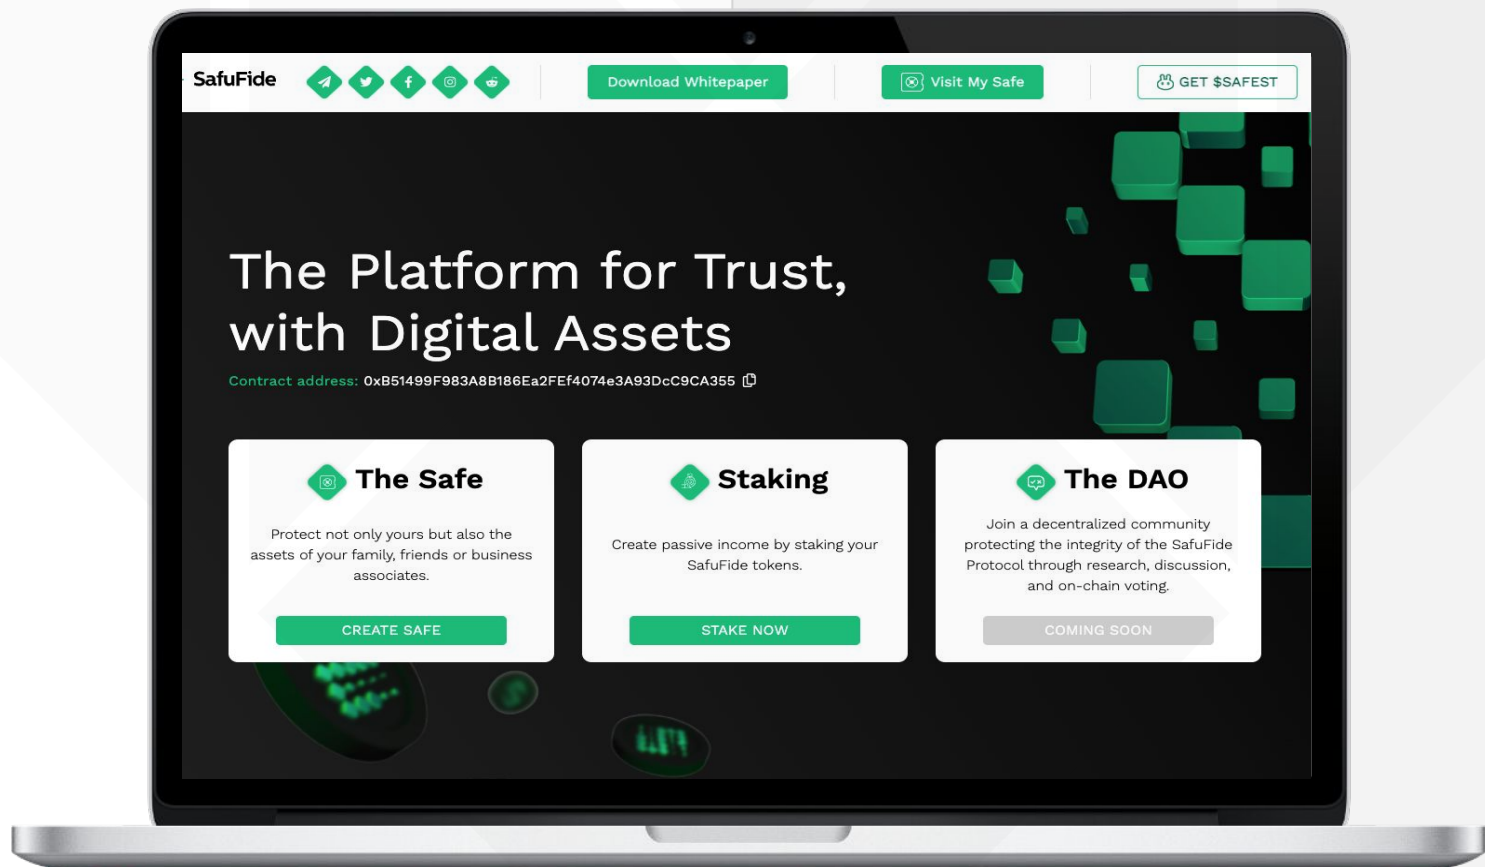 SafuFide
Download Whitepaper
Visit My Safe
GET $SAFEST
The Platform for Trust,
with Digital Assets
Contract address: 0xB51499F983A8B186Ea2FEf4074e3A93DcC9CA355
The Safe
Protect not only yours but also the
assets of your family, friends or business
associates.
CREATE SAFE
Staking
Create passive income by staking your
SafuFide tokens.
STAKE NOW
The DAO
Join a decentralized community
protecting the integrity of the SafuFide
Protocol through research, discussion,
and on-chain voting.
COMING SOON